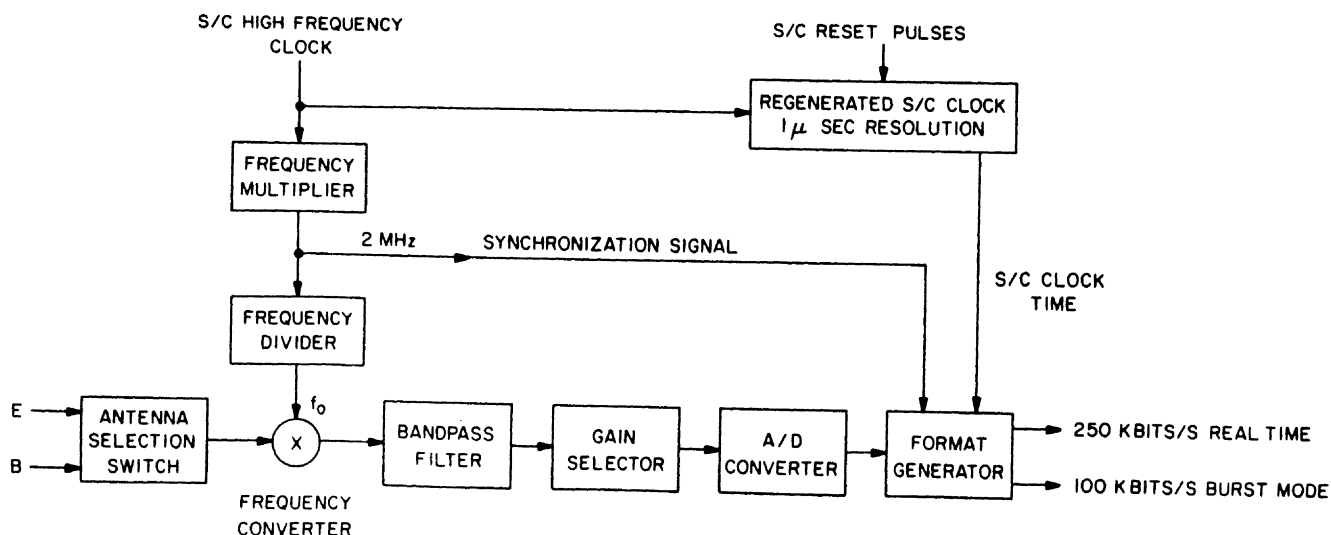 S/C HIGH FREQUENCY
CLOCK
S/C RESET PULSES
REGENERATED S/C CLOCK
1 μ SEC RESOLUTION
FREQUENCY
MULTIPLIER
2 MHz
SYNCHRONIZATION SIGNAL
S/C CLOCK
TIME
FREQUENCY
DIVIDER
E
B
ANTENNA
SELECTION
SWITCH
fo
X
FREQUENCY
CONVERTER
BANDPASS
FILTER
GAIN
SELECTOR
A/D
CONVERTER
FORMAT
GENERATOR
250 KBITS/S REAL TIME
100 KBITS/S BURST MODE